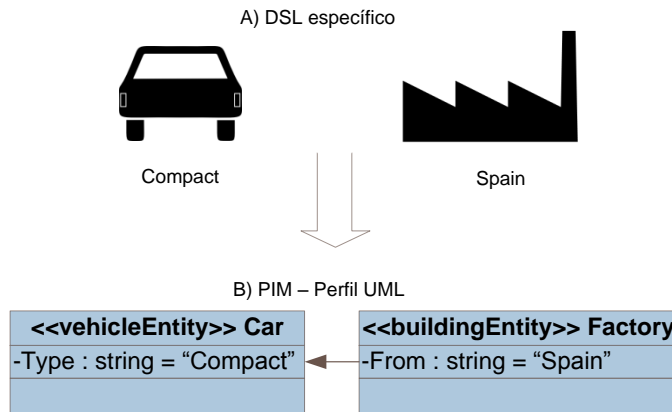 A) DSL específico
Compact
Spain
B) PIM – Perfil UML
<<vehicleEntity>> Car
-Type : string = “Compact”
<<buildingEntity>> Factory
-From : string = “Spain”